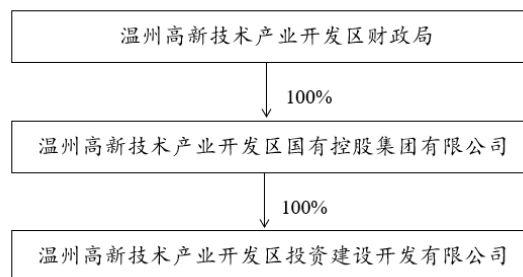 温州高新技术产业开发区财政局
100%
温州高新技术产业开发区国有控股集团有限公司
100%
温州高新技术产业开发区投资建设开发有限公司